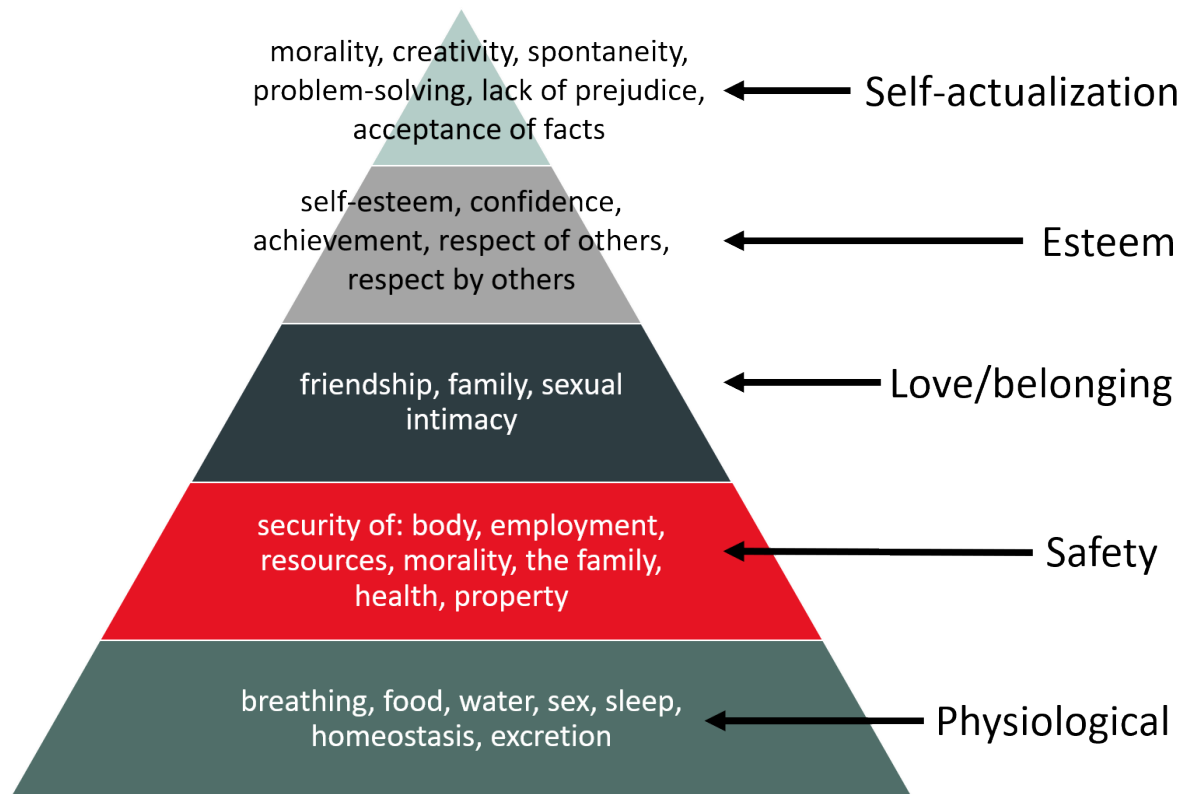 morality, creativity, spontaneity,
problem-solving, lack of prejudice,
acceptance of facts
Self-actualization
self-esteem, confidence,
achievement, respect of others,
respect by others
Esteem
friendship, family, sexual
intimacy
Love/belonging
security of: body, employment,
resources, morality, the family,
health, property
Safety
breathing, food, water, sex, sleep,
homeostasis, excretion
Physiological